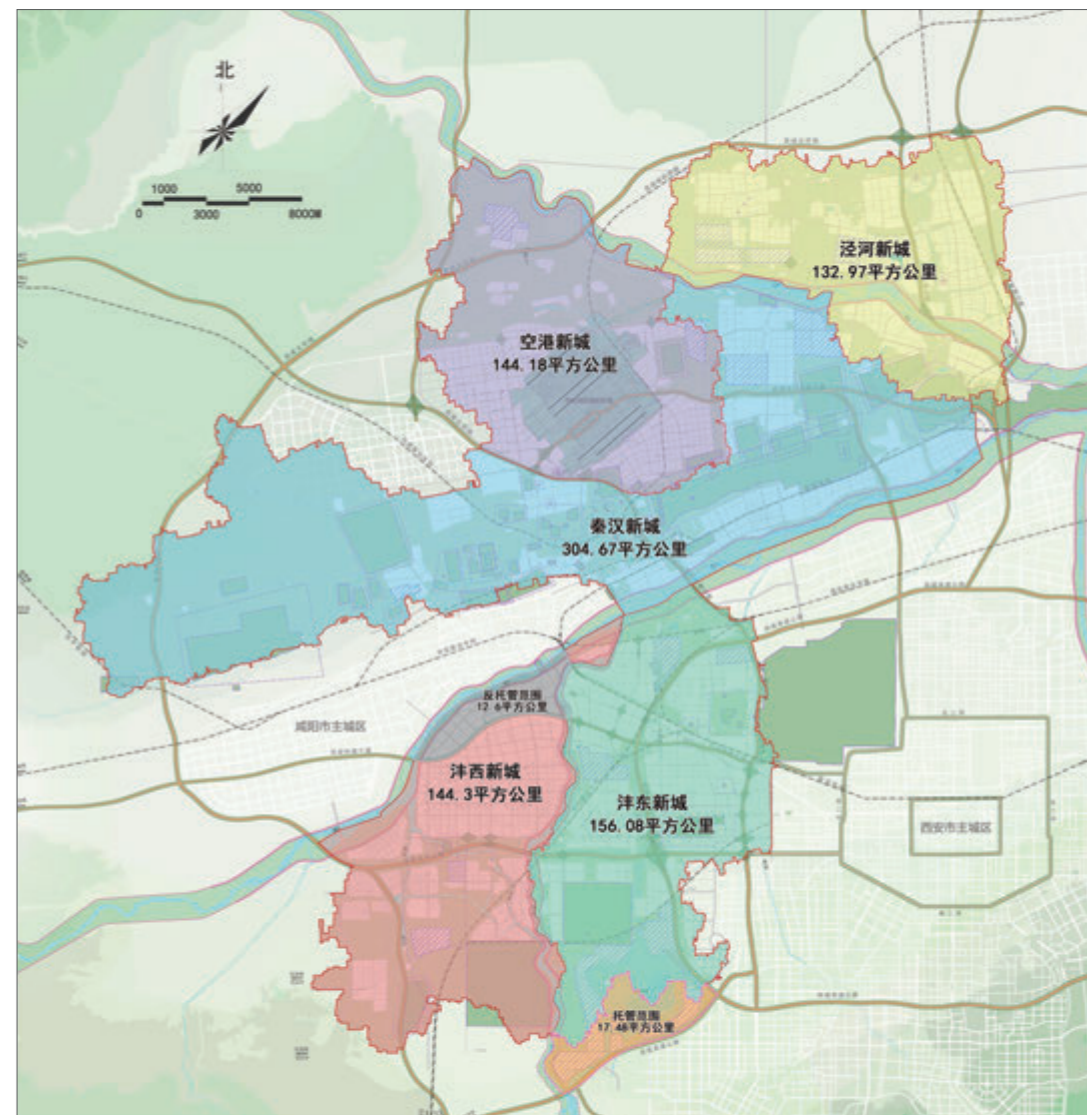 北
1000 5000
0 3000 8000M
泾河新城
132.97平方公里
空港新城
144.18平方公里
秦汉新城
304.67平方公里
反托管范围
12.6平方公里
咸阳市主城区
沣西新城
144.3平方公里
沣东新城
156.08平方公里
西安市主城区
托管范围
17.48平方公里